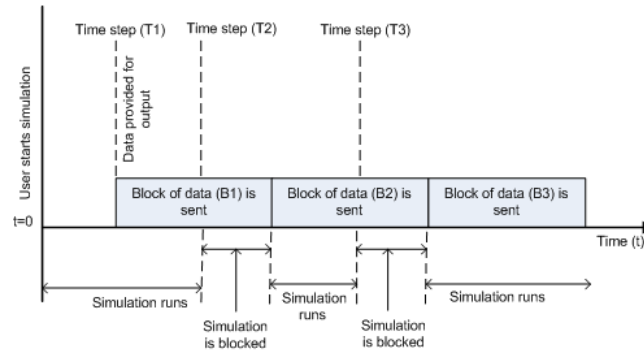 Time step (T1)
Time step (T2)
Time step (T3)
User starts simulation
Data provided for
output
Block of data (B1) is
sent
Block of data (B2) is
sent
Block of data (B3) is
sent
t=0
Time (t)
Simulation runs
Simulation
is blocked
Simulation
runs
Simulation
is blocked
Simulation runs